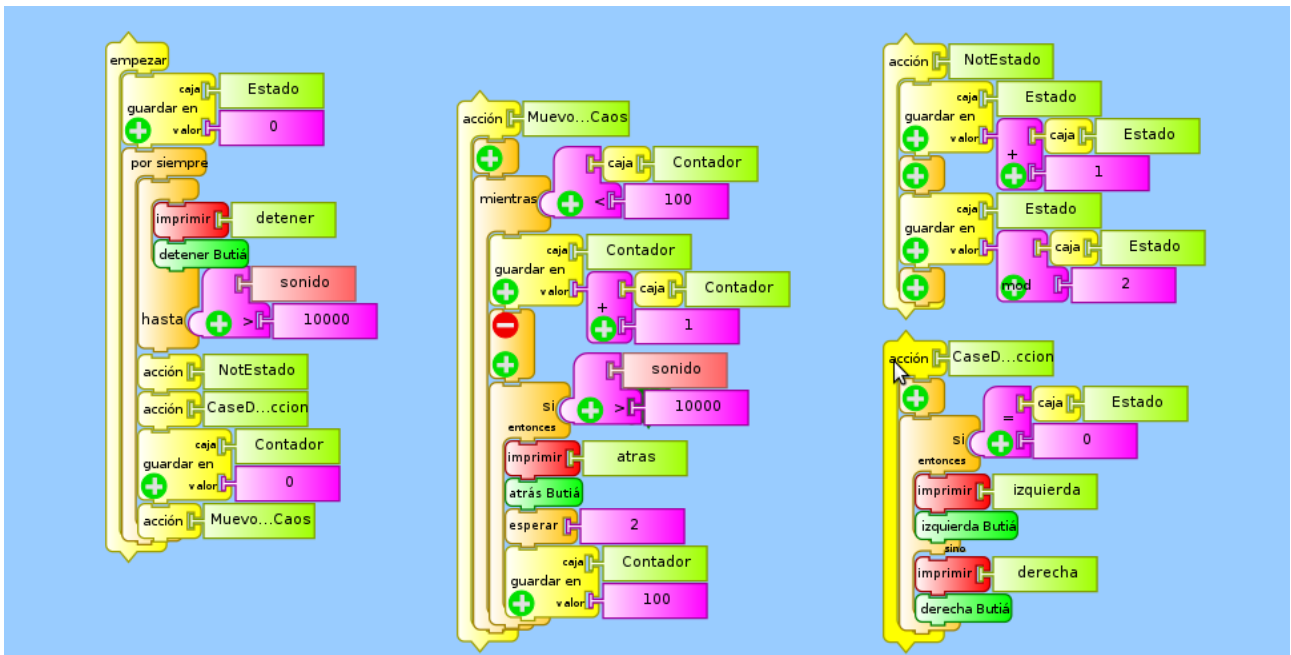 empezar
caja Estado
guardar en
valor 0
por siempre
imprimir detener
detener Butiá
sonido
hasta > 10000
acción NotEstado
acción CaseD...ccion
caja Contador
guardar en
valor 0
acción Muevo...Caos
acción Muevo...Caos
caja Contador
mientras < 100
caja Contador
guardar en
valor caja Contador
+
1
sonido
si > 10000
entonces
imprimir atras
atrás Butiá
esperar 2
caja Contador
guardar en
valor 100
acción NotEstado
caja Estado
guardar en
valor caja Estado
+
1
caja Estado
guardar en
valor caja Estado
mod 2
acción CaseD...ccion
caja Estado
=
si 0
entonces
imprimir izquierda
izquierda Butiá
sino
imprimir derecha
derecha Butiá